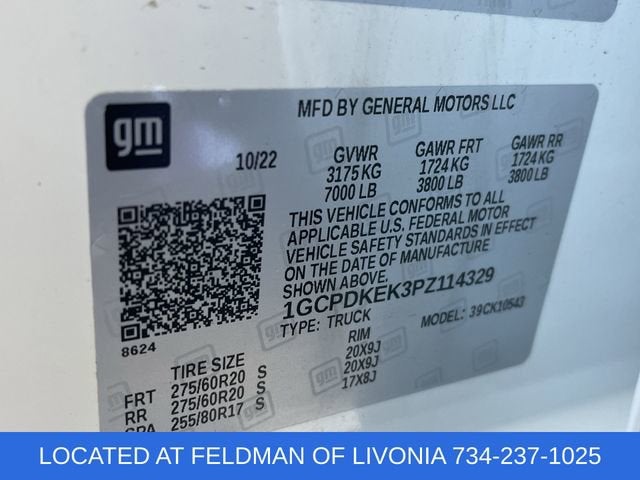 MFD BY GENERAL MOTORS LLC
gm
10/22
GVWR GAWR FRT GAWR RR
3175 KG 1724 KG 1724 KG
7000 LB 3800 LB 3800 LB
THIS VEHICLE CONFORMS TO ALL
APPLICABLE U.S. FEDERAL MOTOR
VEHICLE SAFETY STANDARDS IN EFFECT
ON THE DATE OF MANUFACTURE
SHOWN ABOVE.
1GCPDKEK3PZ114329
TYPE: TRUCK MODEL: 39CK10543
8624
TIRE SIZE RIM
FRT 275/60R20 S 20X9J
RR 275/60R20 S 20X9J
SPA 255/80R17 S 17X8J
LOCATED AT FELDMAN OF LIVONIA 734-237-1025